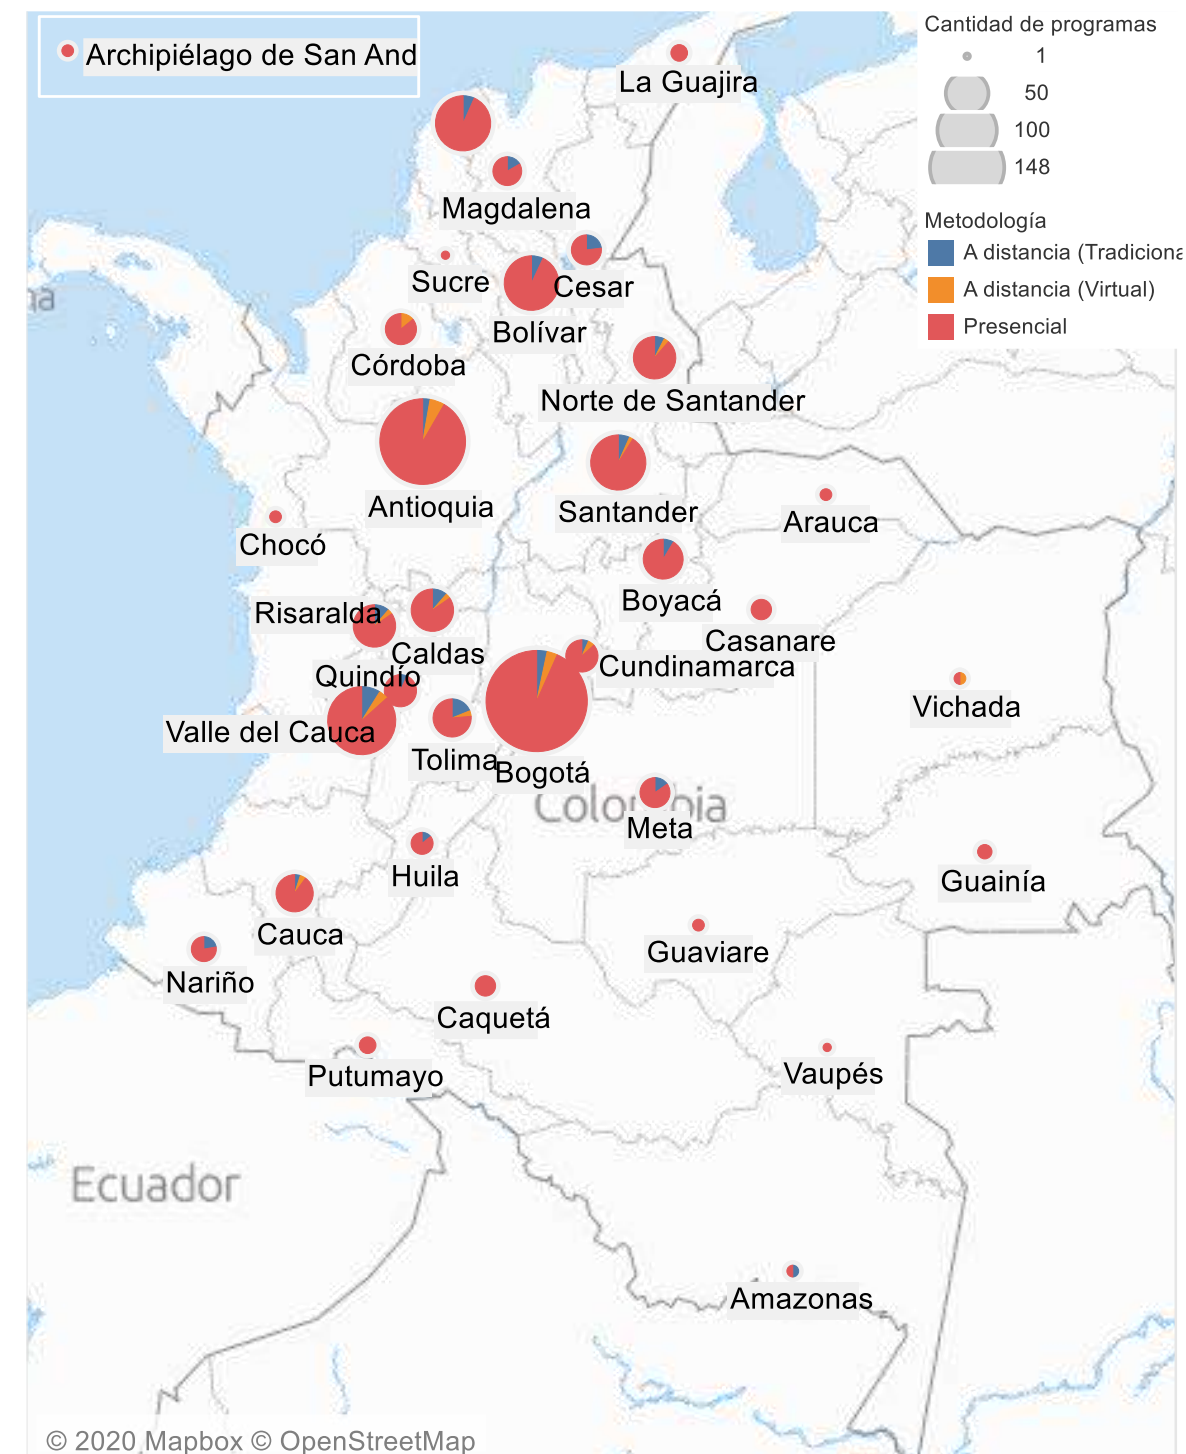 Archipiélago de San And
Cantidad de programas
1
50
100
148
Metodología
A distancia (Tradiciona
A distancia (Virtual)
Presencial
La Guajira
Magdalena
Sucre
Cesar
Bolívar
Córdoba
Norte de Santander
Antioquia
Santander
Arauca
Chocó
Boyacá
Risaralda
Casanare
Caldas
Cundinamarca
Quindío
Vichada
Valle del Cauca
Tolima
Bogotá
Colombia
Meta
Huila
Guainía
Cauca
Guaviare
Nariño
Caquetá
Putumayo
Vaupés
Ecuador
Amazonas
© 2020 Mapbox © OpenStreetMap